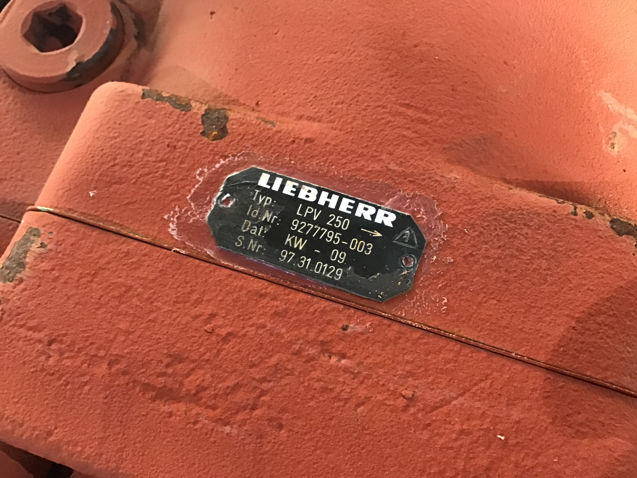 LIEBHERR
Typ: LPV 250 →
Id.Nr. 9277795-003
Dat. KW - 09
S.Nr. 97.31.0129